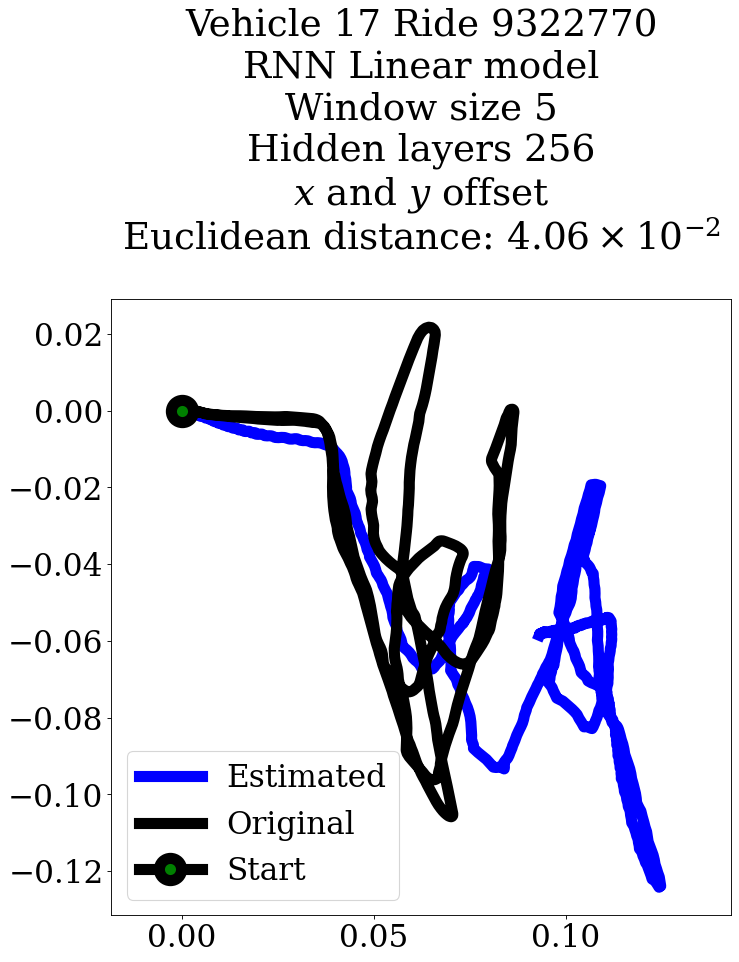 Vehicle 17 Ride 9322770
RNN Linear model
Window size 5
Hidden layers 256
x and y offset
Euclidean distance: 4.06 × 10⁻²
0.02
0.00
−0.02
−0.04
−0.06
−0.08
−0.10
−0.12
Estimated
Original
Start
0.00 0.05 0.10